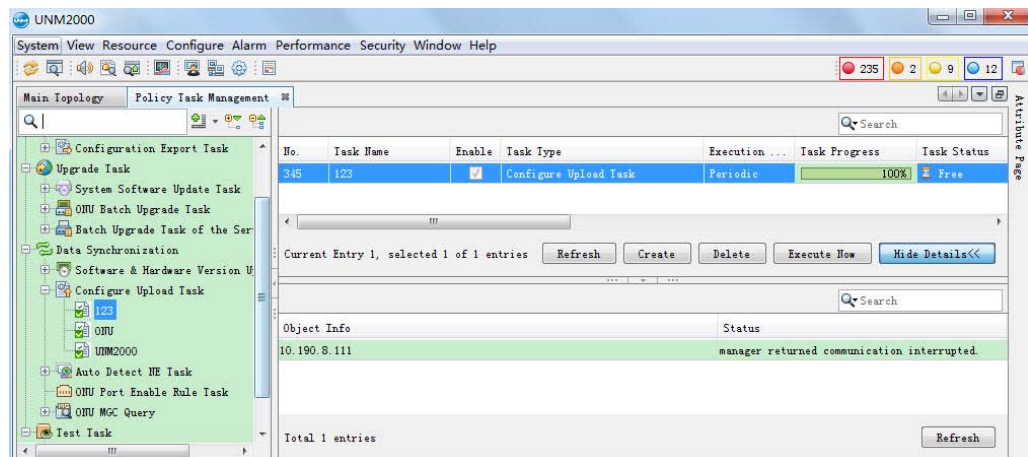 UNM2000
System View Resource Configure Alarm Performance Security Window Help
235 2 9 12
Main Topology Policy Task Management
Attribute Page
Search
Configuration Export Task
Upgrade Task
System Software Update Task
ONU Batch Upgrade Task
Batch Upgrade Task of the Ser
Data Synchronization
Software & Hardware Version U
Configure Upload Task
123
ONU
UNM2000
Auto Detect NE Task
ONU Port Enable Rule Task
ONU MGC Query
Test Task
No. Task Name Enable Task Type Execution ... Task Progress Task Status
345 123 Configure Upload Task Periodic 100% Free
Current Entry 1, selected 1 of 1 entries Refresh Create Delete Execute Now Hide Details<<
Search
Object Info Status
10.190.8.111 manager returned communication interrupted.
Total 1 entries Refresh